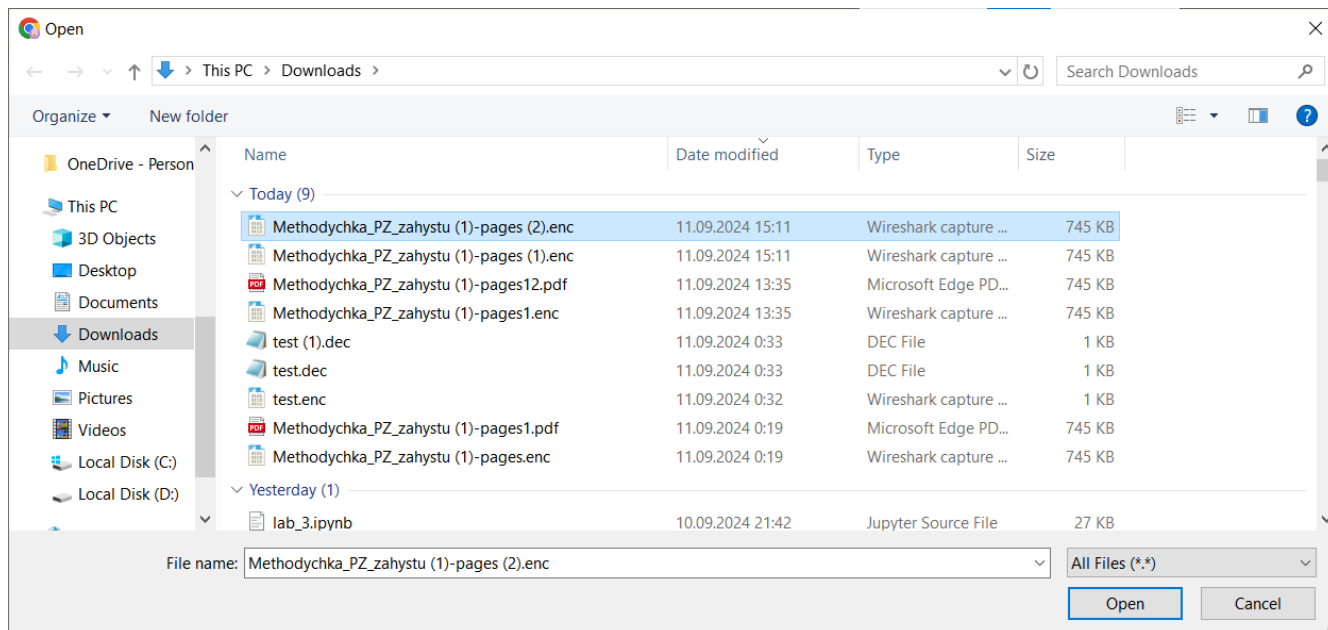 Open
This PC > Downloads >
Search Downloads
Organize
New folder
?
OneDrive - Person
This PC
3D Objects
Desktop
Documents
Downloads
Music
Pictures
Videos
Local Disk (C:)
Local Disk (D:)
Name Date modified Type Size
Today (9)
Methodychka_PZ_zahystu (1)-pages (2).enc 11.09.2024 15:11 Wireshark capture ... 745 KB
Methodychka_PZ_zahystu (1)-pages (1).enc 11.09.2024 15:11 Wireshark capture ... 745 KB
PDF Methodychka_PZ_zahystu (1)-pages12.pdf 11.09.2024 13:35 Microsoft Edge PD... 745 KB
Methodychka_PZ_zahystu (1)-pages1.enc 11.09.2024 13:35 Wireshark capture ... 745 KB
test (1).dec 11.09.2024 0:33 DEC File 1 KB
test.dec 11.09.2024 0:33 DEC File 1 KB
test.enc 11.09.2024 0:32 Wireshark capture ... 1 KB
PDF Methodychka_PZ_zahystu (1)-pages1.pdf 11.09.2024 0:19 Microsoft Edge PD... 745 KB
Methodychka_PZ_zahystu (1)-pages.enc 11.09.2024 0:19 Wireshark capture ... 745 KB
Yesterday (1)
lab_3.ipynb 10.09.2024 21:42 Jupyter Source File 27 KB
File name: Methodychka_PZ_zahystu (1)-pages (2).enc
All Files (*.*)
Open
Cancel